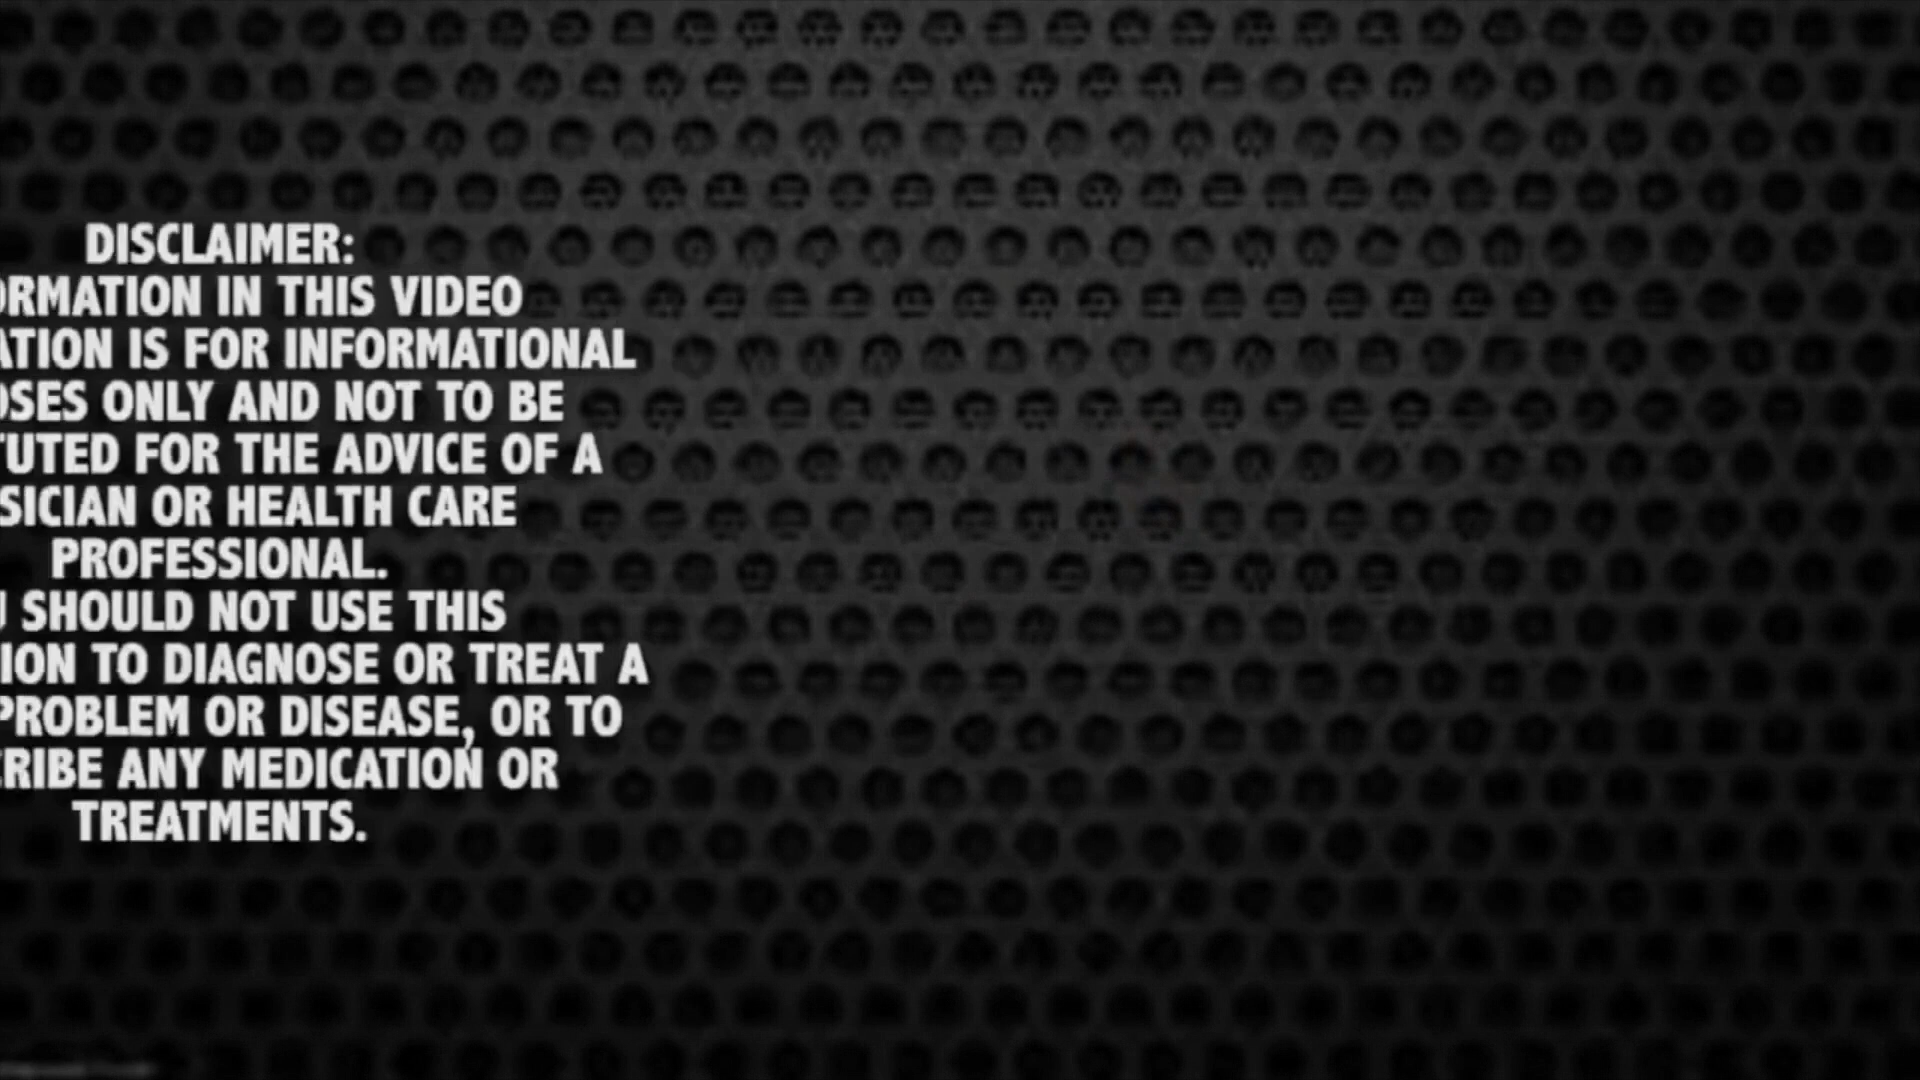 DISCLAIMER:
ORMATION IN THIS VIDEO
ATION IS FOR INFORMATIONAL
OSES ONLY AND NOT TO BE
TUTED FOR THE ADVICE OF A
SICIAN OR HEALTH CARE
PROFESSIONAL.
U SHOULD NOT USE THIS
ION TO DIAGNOSE OR TREAT A
PROBLEM OR DISEASE, OR TO
CRIBE ANY MEDICATION OR
TREATMENTS.